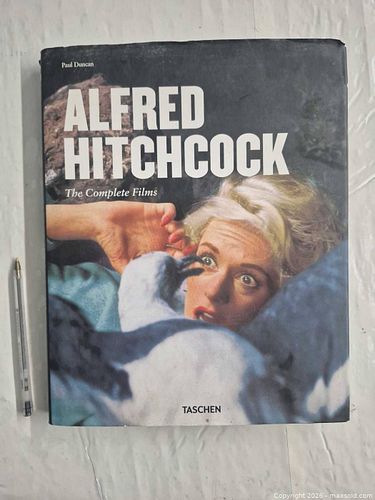 Paul Duncan
ALFRED
HITCHCOCK
The Complete Films
TASCHEN
Copyright 2026 - maxsold.com